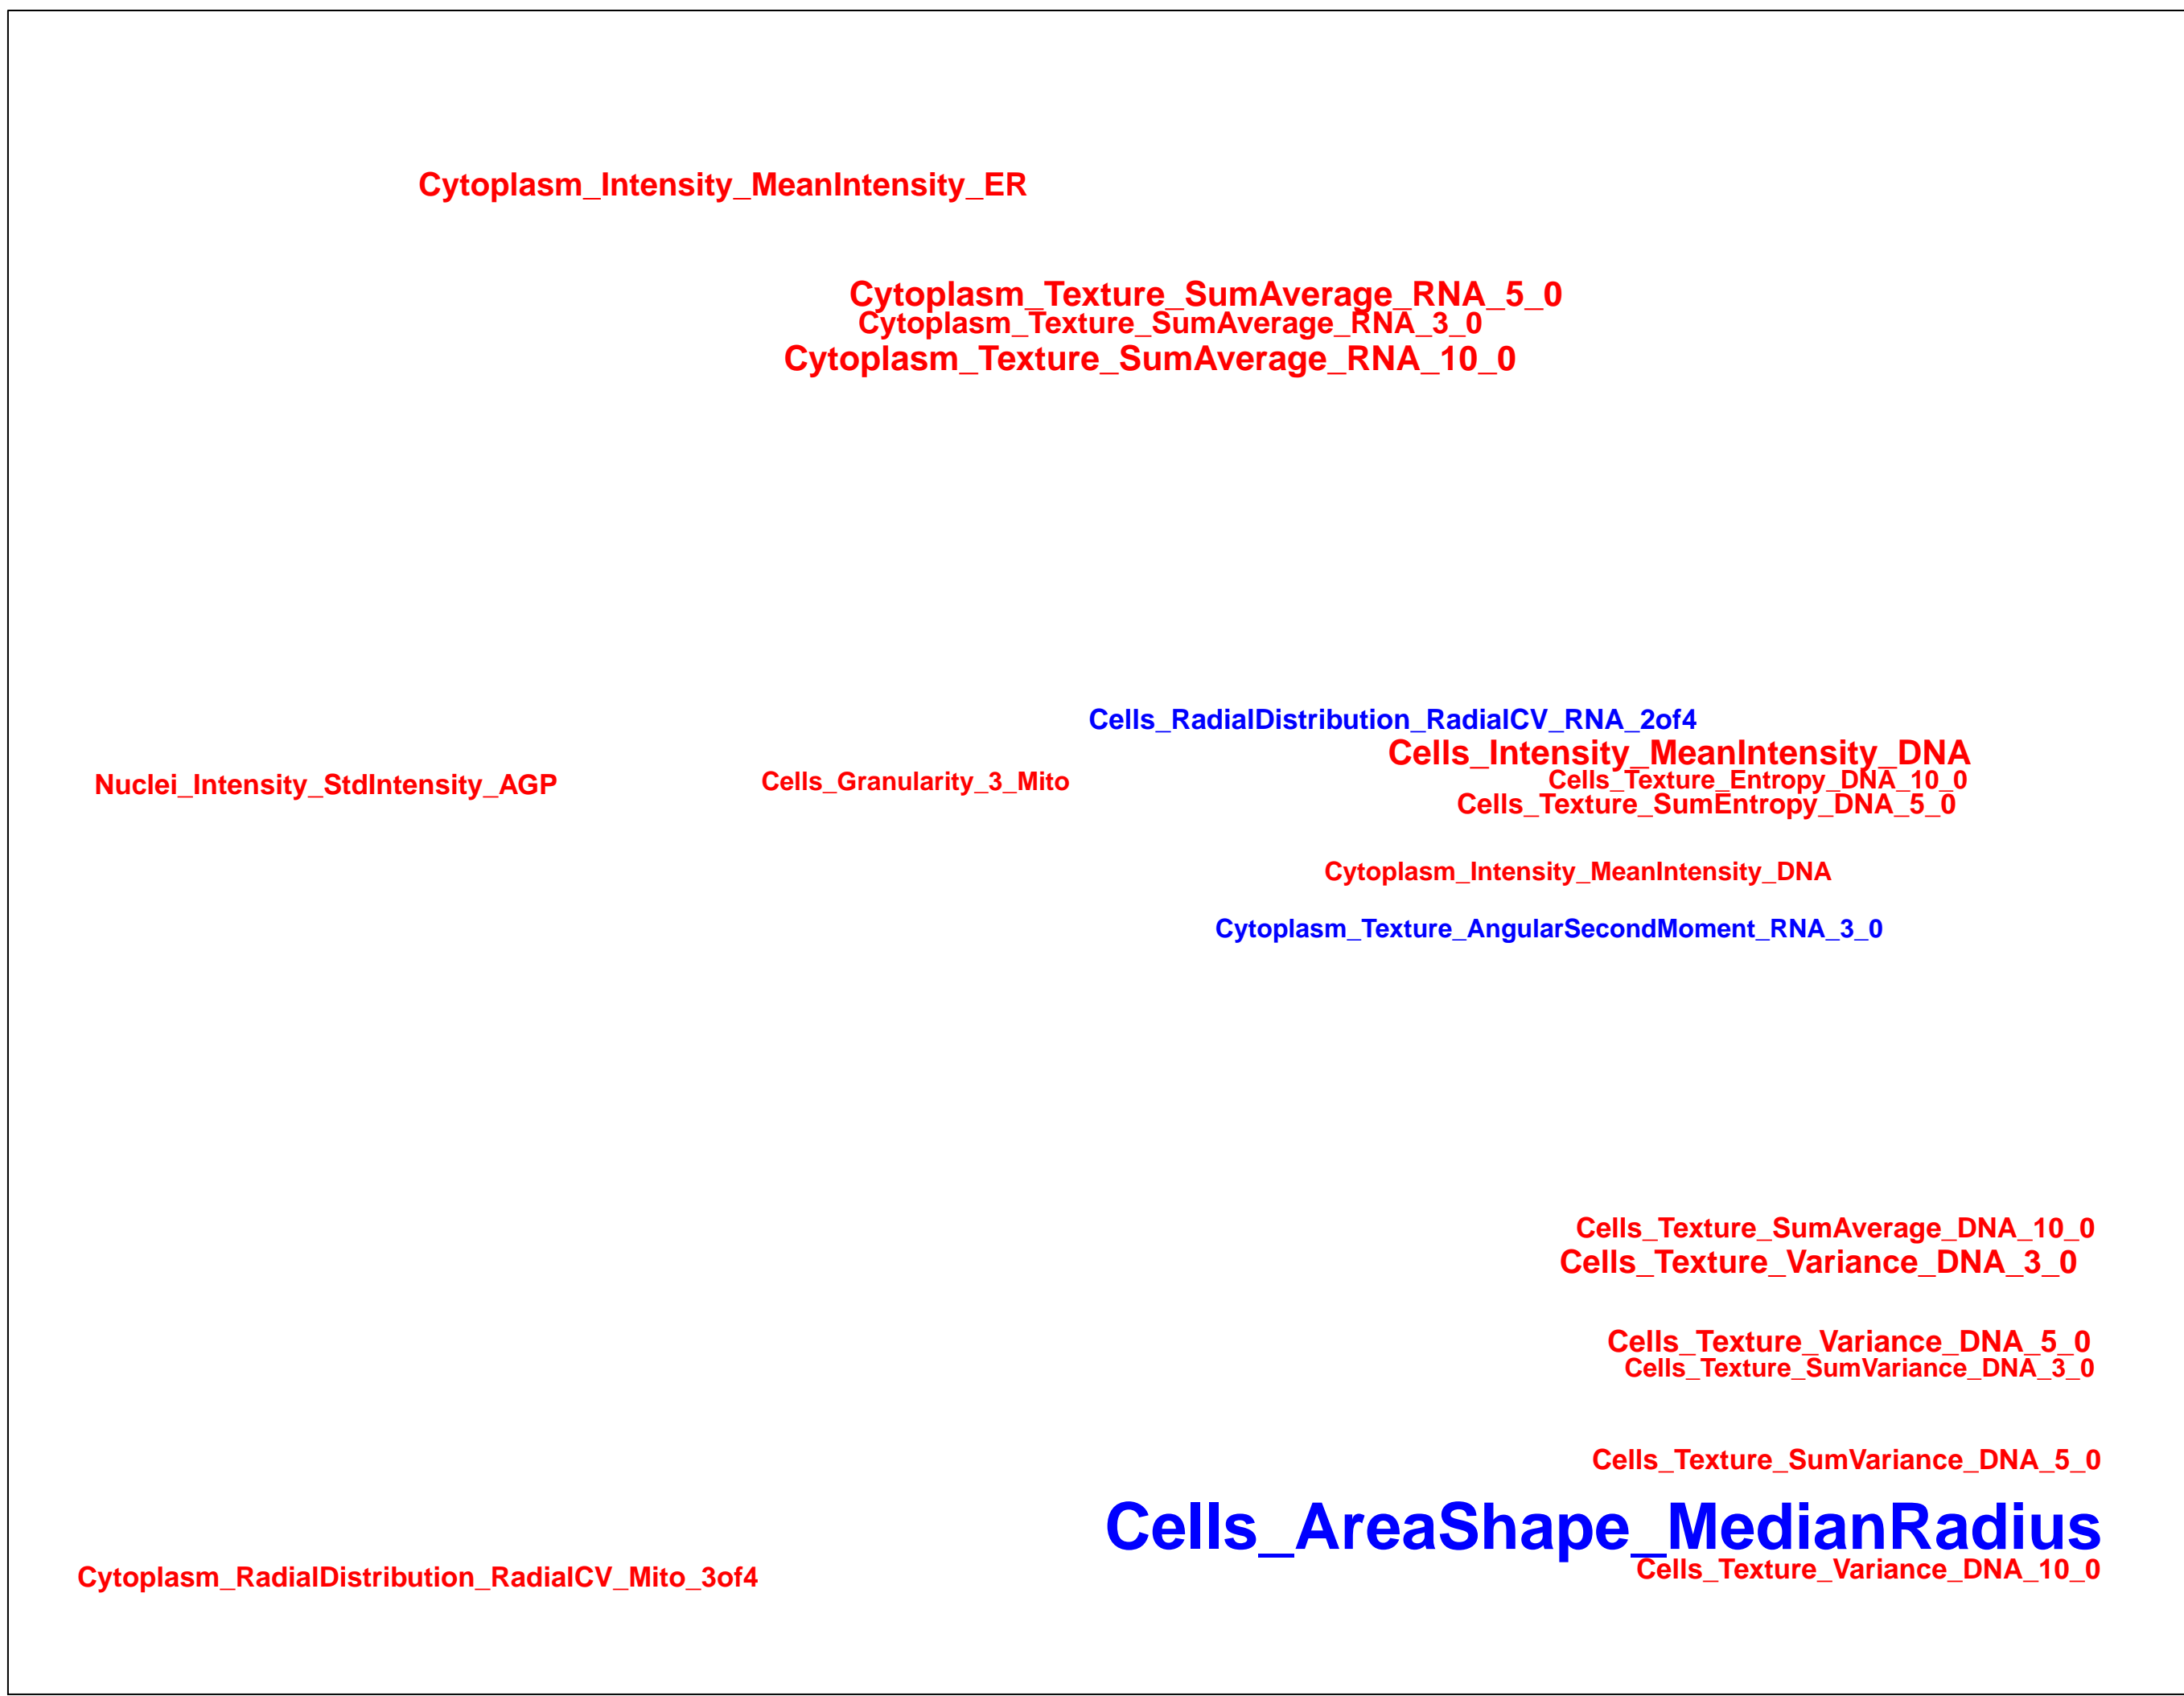 Cytoplasm_Intensity_MeanIntensity_ER
Cytoplasm_Texture_SumAverage_RNA_5_0
Cytoplasm_Texture_SumAverage_RNA_3_0
Cytoplasm_Texture_SumAverage_RNA_10_0
Cells_RadialDistribution_RadialCV_RNA_2of4
Cells_Intensity_MeanIntensity_DNA
Nuclei_Intensity_StdIntensity_AGP
Cells_Granularity_3_Mito
Cells_Texture_Entropy_DNA_10_0
Cells_Texture_SumEntropy_DNA_5_0
Cytoplasm_Intensity_MeanIntensity_DNA
Cytoplasm_Texture_AngularSecondMoment_RNA_3_0
Cells_Texture_SumAverage_DNA_10_0
Cells_Texture_Variance_DNA_3_0
Cells_Texture_Variance_DNA_5_0
Cells_Texture_SumVariance_DNA_3_0
Cells_Texture_SumVariance_DNA_5_0
Cells_AreaShape_MedianRadius
Cells_Texture_Variance_DNA_10_0
Cytoplasm_RadialDistribution_RadialCV_Mito_3of4